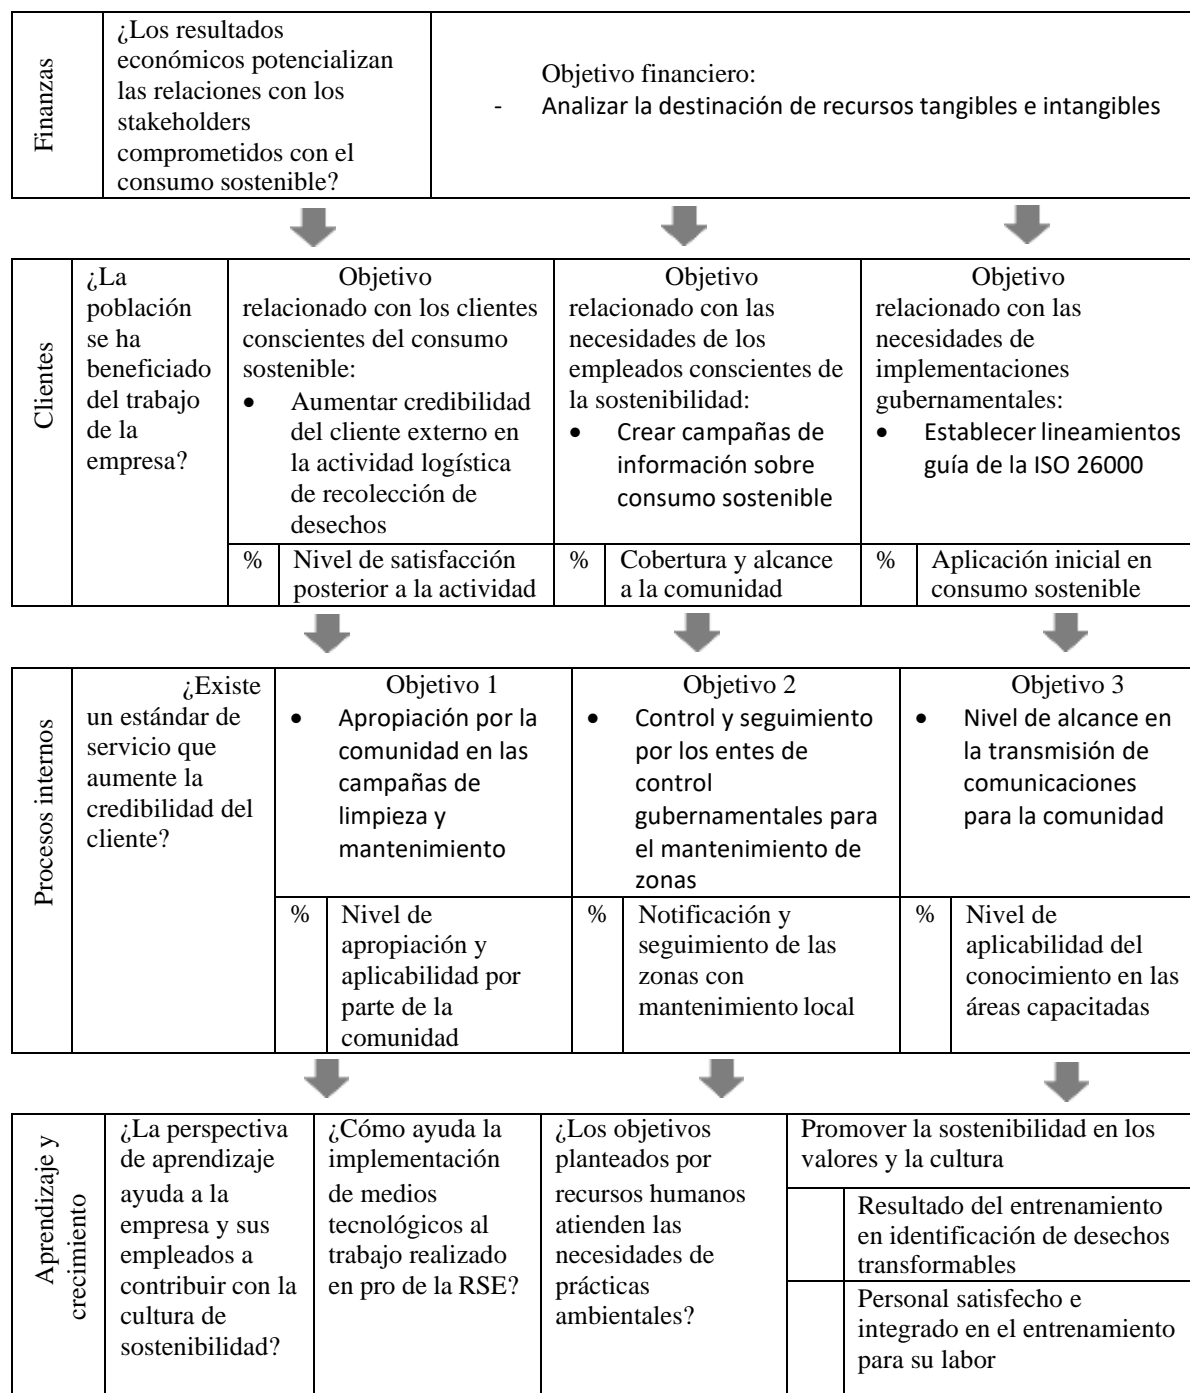 Finanzas
¿Los resultados
económicos potencializan
las relaciones con los
stakeholders
comprometidos con el
consumo sostenible?
Objetivo financiero:
- Analizar la destinación de recursos tangibles e intangibles
Clientes
¿La
población
se ha
beneficiado
del trabajo
de la
empresa?
Objetivo
relacionado con los clientes
conscientes del consumo
sostenible:
• Aumentar credibilidad
del cliente externo en
la actividad logística
de recolección de
desechos
% Nivel de satisfacción
posterior a la actividad
Objetivo
relacionado con las
necesidades de los
empleados conscientes de
la sostenibilidad:
• Crear campañas de
información sobre
consumo sostenible
% Cobertura y alcance
a la comunidad
Objetivo
relacionado con las
necesidades de
implementaciones
gubernamentales:
• Establecer lineamientos
guía de la ISO 26000
% Aplicación inicial en
consumo sostenible
Procesos internos
¿Existe
un estándar de
servicio que
aumente la
credibilidad del
cliente?
Objetivo 1
• Apropiación por la
comunidad en las
campañas de
limpieza y
mantenimiento
% Nivel de
apropiación y
aplicabilidad por
parte de la
comunidad
Objetivo 2
• Control y seguimiento
por los entes de
control
gubernamentales para
el mantenimiento de
zonas
% Notificación y
seguimiento de las
zonas con
mantenimiento local
Objetivo 3
• Nivel de alcance en
la transmisión de
comunicaciones
para la comunidad
% Nivel de
aplicabilidad del
conocimiento en las
áreas capacitadas
Aprendizaje y
crecimiento
¿La perspectiva
de aprendizaje
ayuda a la
empresa y sus
empleados a
contribuir con la
cultura de
sostenibilidad?
¿Cómo ayuda la
implementación
de medios
tecnológicos al
trabajo realizado
en pro de la RSE?
¿Los objetivos
planteados por
recursos humanos
atienden las
necesidades de
prácticas
ambientales?
Promover la sostenibilidad en los
valores y la cultura
Resultado del entrenamiento
en identificación de desechos
transformables
Personal satisfecho e
integrado en el entrenamiento
para su labor